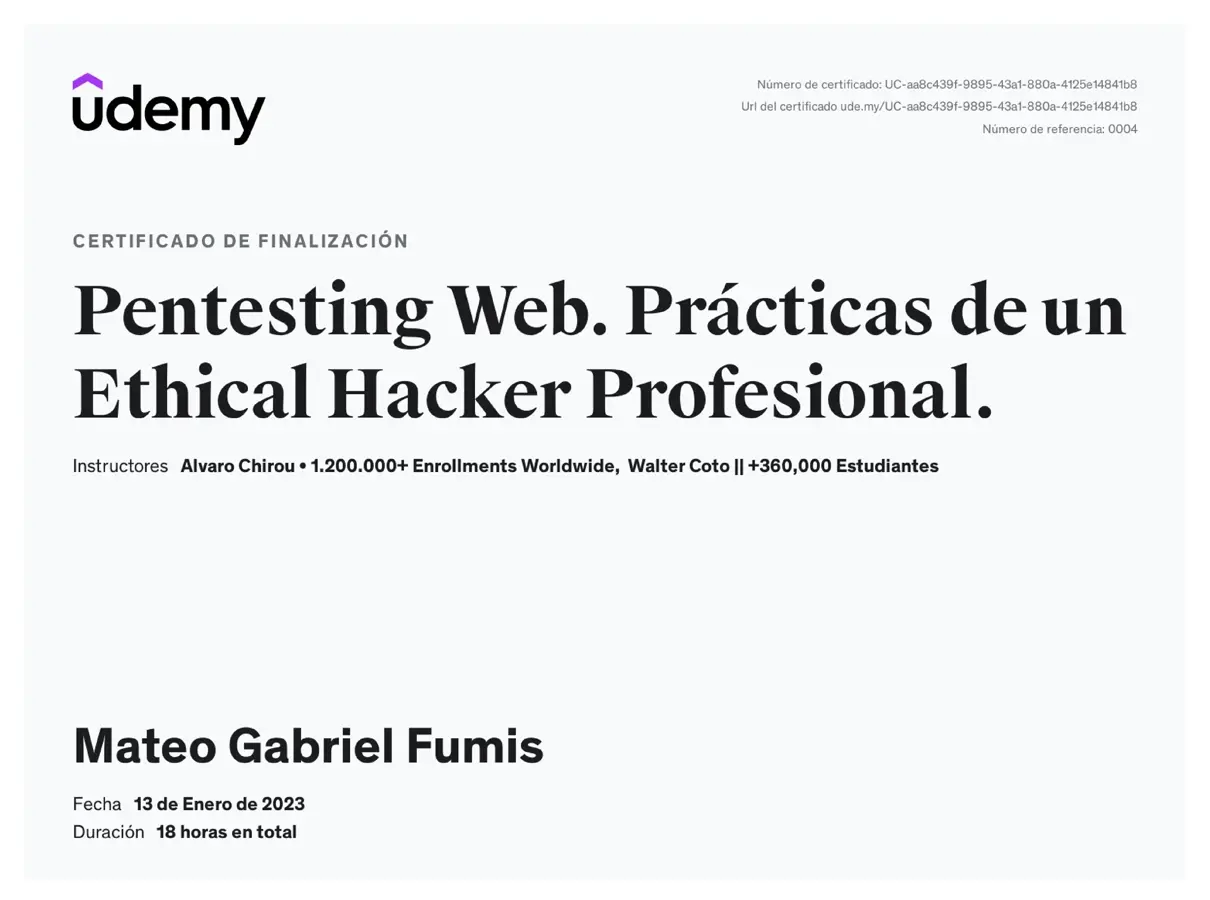 udemy
Número de certificado: UC-aa8c439f-9895-43a1-880a-4125e14841b8
Url del certificado ude.my/UC-aa8c439f-9895-43a1-880a-4125e14841b8
Número de referencia: 0004
CERTIFICADO DE FINALIZACIÓN
Pentesting Web. Prácticas de un
Ethical Hacker Profesional.
Instructores Alvaro Chirou • 1.200.000+ Enrollments Worldwide, Walter Coto || +360,000 Estudiantes
Mateo Gabriel Fumis
Fecha 13 de Enero de 2023
Duración 18 horas en total